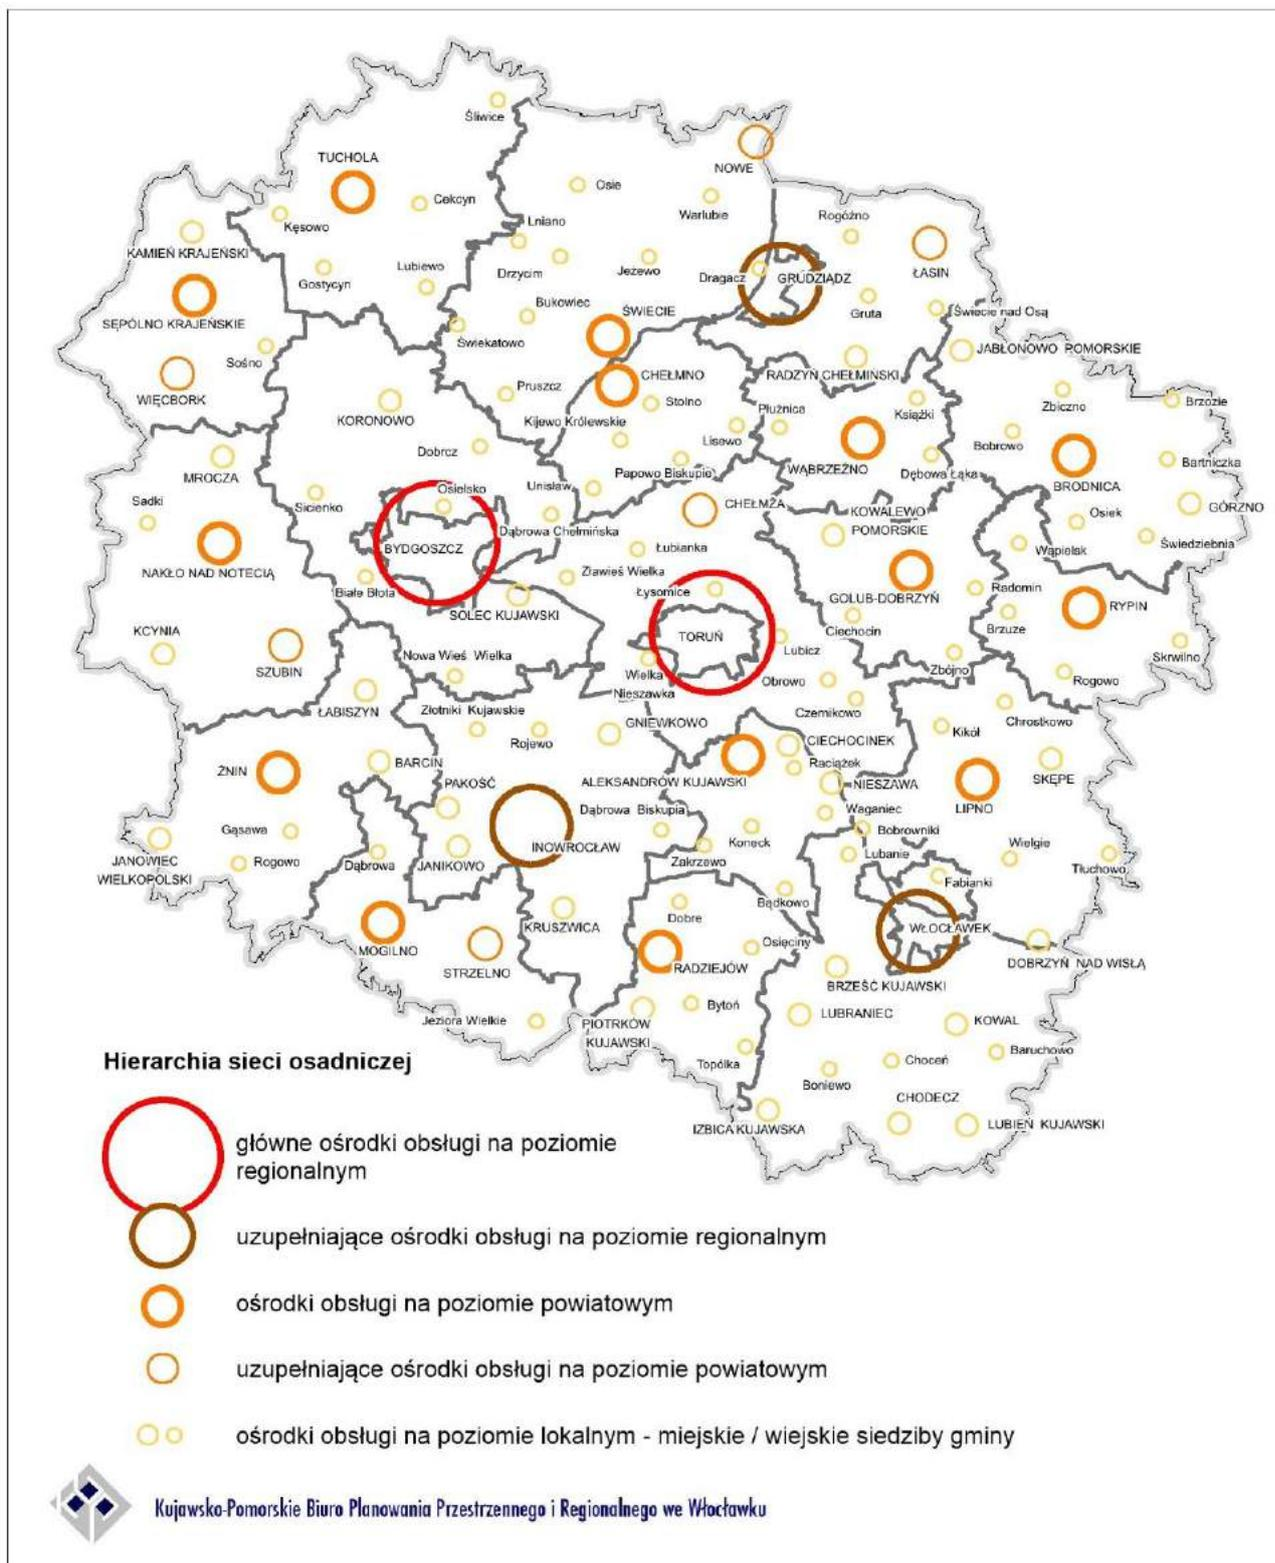 Śliwice
TUCHOLA
NOWE
Osie
Cekcyn
Warlubie
Rogóźno
Kęsowo
Lniano
KAMIEŃ KRAJEŃSKI
Drzycim
Jeżewo
Dragacz
GRUDZIĄDZ
ŁASIN
Gostycyn
Lubiewo
Bukowiec
ŚWIECIE
Gruta
Świecie nad Osą
SĘPÓLNO KRAJEŃSKIE
Świekatowo
JABŁONOWO POMORSKIE
Sośno
CHEŁMNO
RADZYŃ CHEŁMIŃSKI
WIĘCBORK
Pruszcz
Stolno
Płużnica
Książki
Zbiczno
Brzozie
KORONOWO
Kijewo Królewskie
Lisewo
Bobrowo
Dobrcz
Bartniczka
MROCZA
Papowo Biskupie
WĄBRZEŹNO
Dębowa Łąka
BRODNICA
Sadki
Osielsko
Unisław
Sicienko
CHEŁMŻA
KOWALEWO
POMORSKIE
Osiek
GÓRZNO
Dąbrowa Chełmińska
BYDGOSZCZ
Łubianka
Wąpielsk
Świedziebnia
NAKŁO NAD NOTECIĄ
Zławieś Wielka
Białe Błota
Łysomice
GOLUB-DOBRZYŃ
Radomin
RYPIN
SOLEC KUJAWSKI
KCYNIA
TORUŃ
Ciechocin
Brzuze
Lubicz
SZUBIN
Nowa Wieś Wielka
Wielka
Nieszawka
Obrowo
Zbójno
Skrwilno
Rogowo
ŁABISZYN
Złotniki Kujawskie
GNIEWKOWO
Czernikowo
Chrostkowo
Rojewo
CIECHOCINEK
Kikół
ŻNIN
BARCIN
Raciążek
SKĘPE
PAKOŚĆ
ALEKSANDRÓW KUJAWSKI
NIESZAWA
LIPNO
Dąbrowa Biskupia
Waganiec
Gąsawa
Koneck
Bobrowniki
INOWROCŁAW
Wielgie
JANOWIEC
WIELKOPOLSKI
Rogowo
Dąbrowa
JANIKOWO
Zakrzewo
Lubanie
Tłuchowo
Fabianki
Bądkowo
Dobre
KRUSZWICA
WŁOCŁAWEK
Osięciny
MOGILNO
STRZELNO
RADZIEJÓW
DOBRZYŃ NAD WISŁĄ
BRZEŚĆ KUJAWSKI
Bytoń
LUBRANIEC
KOWAL
Jeziora Wielkie
PIOTRKÓW
KUJAWSKI
Baruchowo
Topólka
Choceń
Boniewo
CHODECZ
IZBICA KUJAWSKA
LUBIEŃ KUJAWSKI
Hierarchia sieci osadniczej
główne ośrodki obsługi na poziomie
regionalnym
uzupełniające ośrodki obsługi na poziomie regionalnym
ośrodki obsługi na poziomie powiatowym
uzupełniające ośrodki obsługi na poziomie powiatowym
ośrodki obsługi na poziomie lokalnym - miejskie / wiejskie siedziby gminy
Kujawsko-Pomorskie Biuro Planowania Przestrzennego i Regionalnego we Włocławku